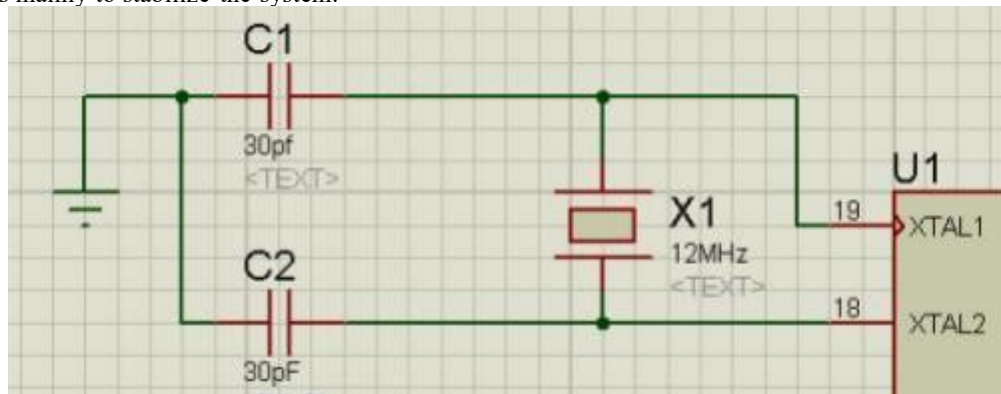 C1
30pf
<TEXT>
U1
X1
12MHz
<TEXT>
19
XTAL1
C2
30pF
18
XTAL2